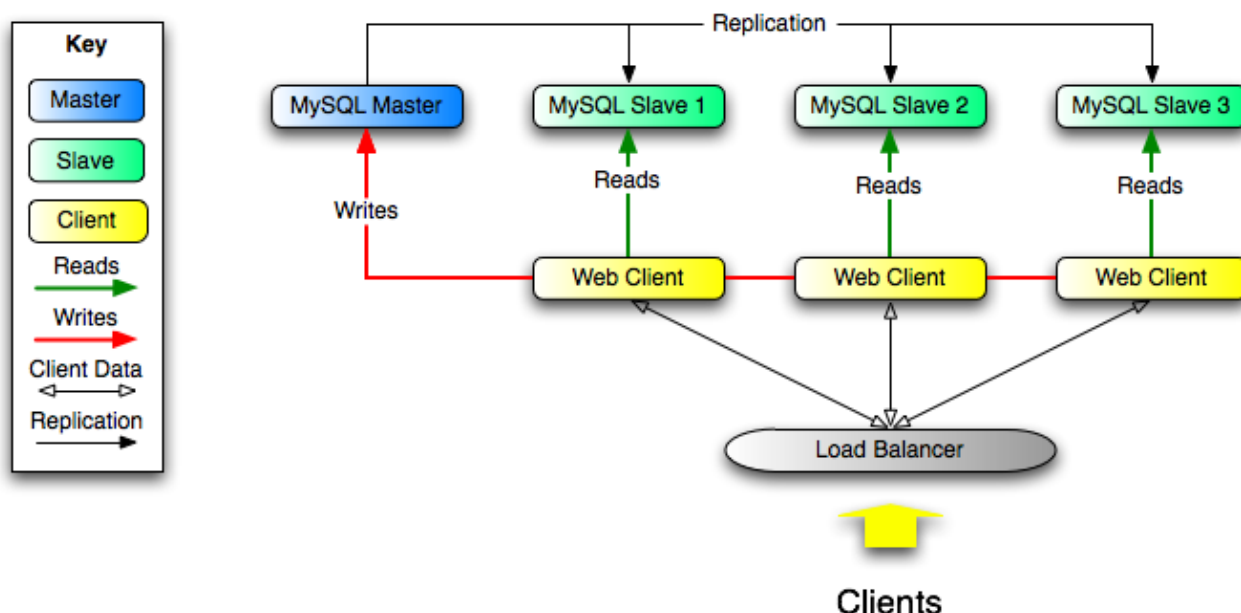 Key
Master
Slave
Client
Reads
Writes
Client Data
Replication
Replication
MySQL Master
MySQL Slave 1
MySQL Slave 2
MySQL Slave 3
Writes
Reads
Reads
Reads
Web Client
Web Client
Web Client
Load Balancer
Clients